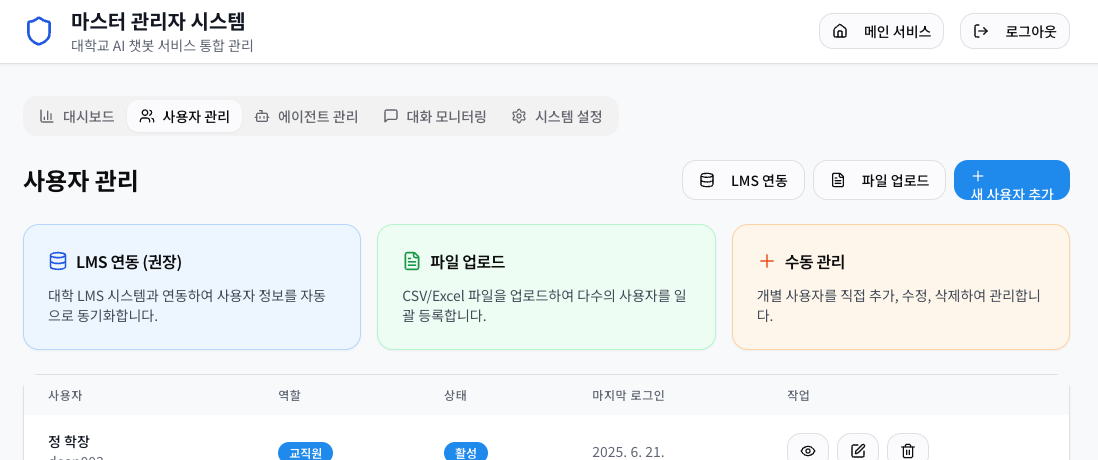 마스터 관리자 시스템
대학교 AI 챗봇 서비스 통합 관리
메인 서비스
로그아웃
대시보드
사용자 관리
에이전트 관리
대화 모니터링
시스템 설정
사용자 관리
LMS 연동
파일 업로드
새 사용자 추가
LMS 연동 (권장)
대학 LMS 시스템과 연동하여 사용자 정보를 자동
으로 동기화합니다.
파일 업로드
CSV/Excel 파일을 업로드하여 다수의 사용자를 일
괄 등록합니다.
수동 관리
개별 사용자를 직접 추가, 수정, 삭제하여 관리합니
다.
사용자 역할 상태 마지막 로그인 작업
정 학장
교직원 활성 2025. 6. 21.